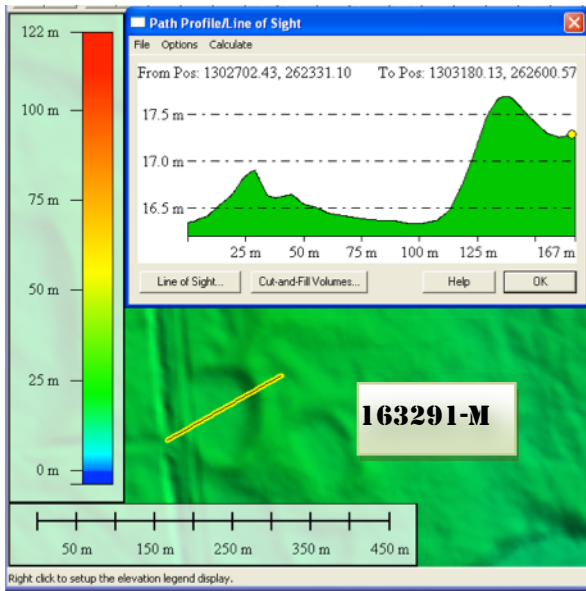 122 m
100 m
75 m
50 m
25 m
0 m
Path Profile/Line of Sight
File Options Calculate
From Pos: 1302702.43, 262331.10 To Pos: 1303180.13, 262600.57
17.5 m
17.0 m
16.5 m
25 m 50 m 75 m 100 m 125 m 167 m
Line of Sight... Cut-and-Fill Volumes... Help OK
163291-M
50 m 150 m 250 m 350 m 450 m
Right click to setup the elevation legend display.